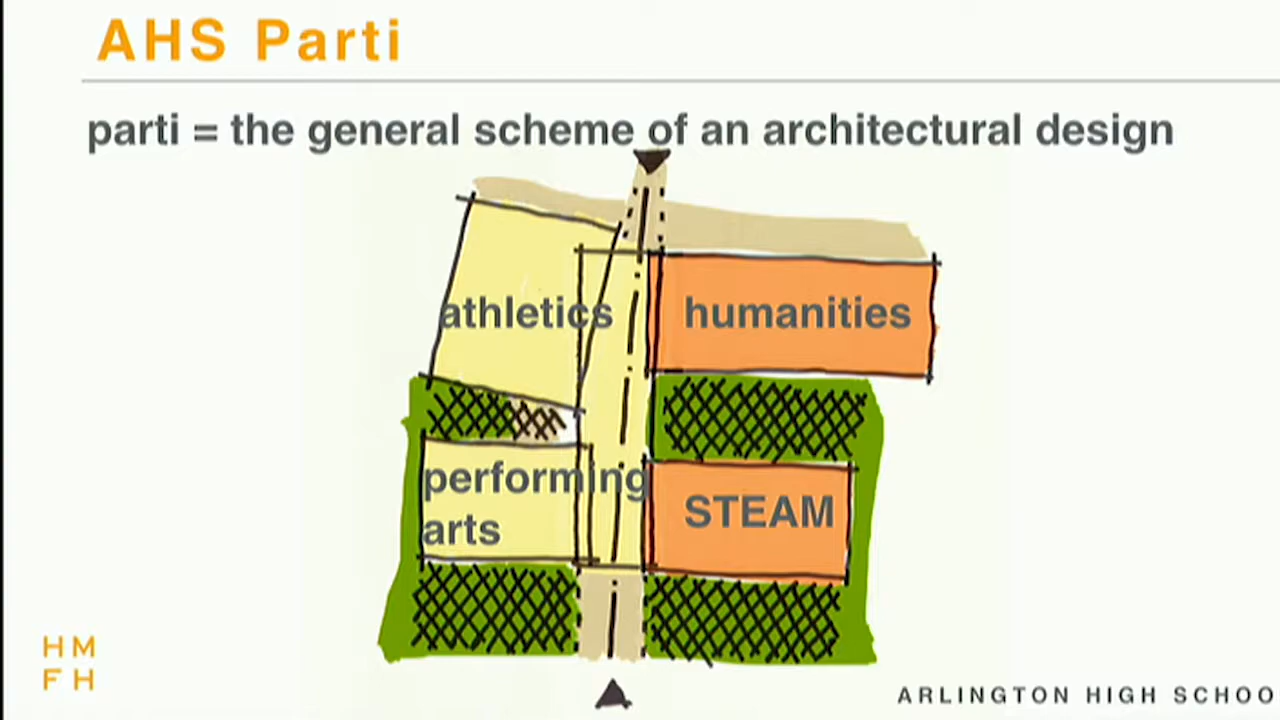 AHS Parti
parti = the general scheme of an architectural design
athletics
humanities
performing
arts
STEAM
HM
FH
ARLINGTON HIGH SCHOO